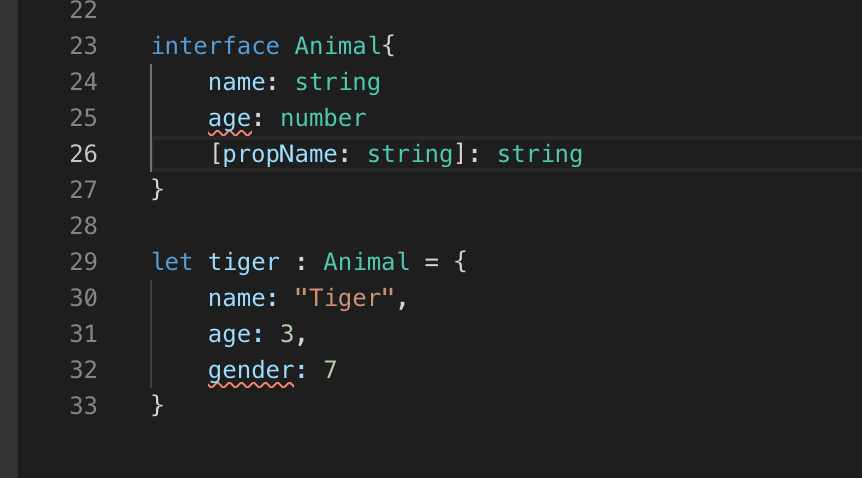 22
23 interface Animal{
24     name: string
25     age: number
26     [propName: string]: string
27 }
28
29 let tiger : Animal = {
30     name: "Tiger",
31     age: 3,
32     gender: 7
33 }